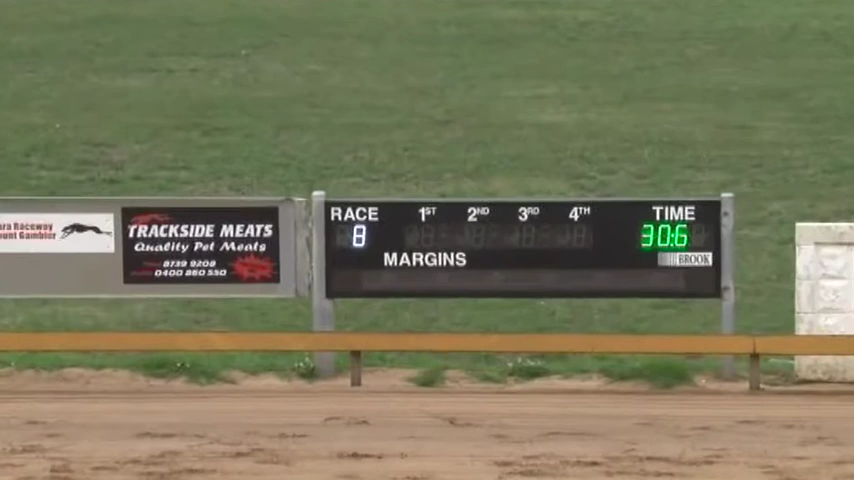 ara Raceway
ount Gambier
TRACKSIDE MEATS
Quality Pet Meats
8739 9208
0400 860 550
RACE 1ST 2ND 3RD 4TH TIME
8 30:6
MARGINS
BROOK